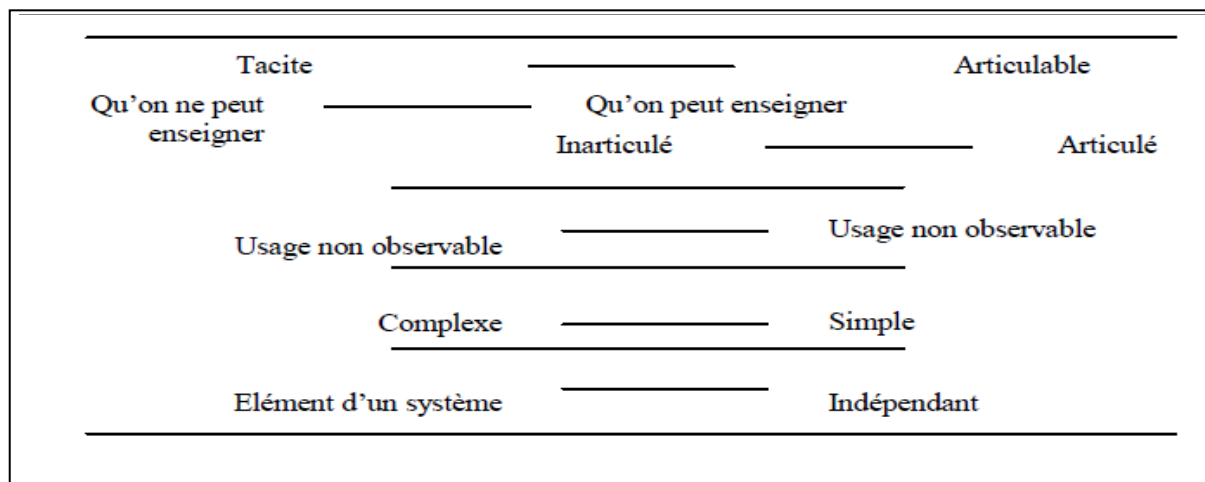 Tacite Articulable
Qu’on ne peut Qu’on peut enseigner
enseigner
Inarticulé Articulé
Usage non observable Usage non observable
Complexe Simple
Elément d’un système Indépendant